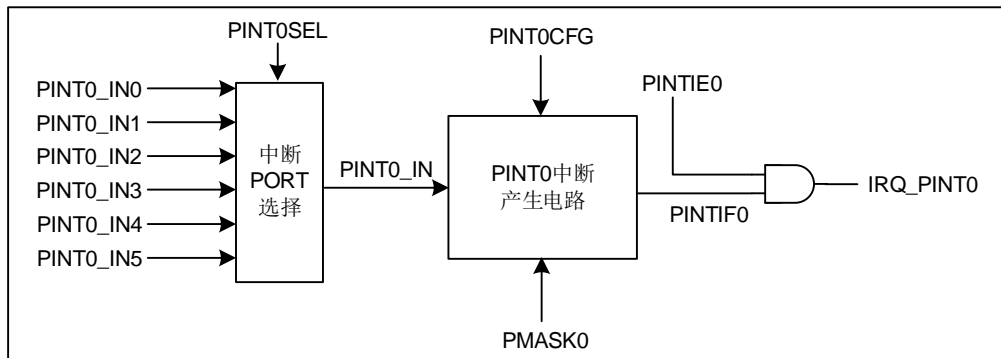 PINT0SEL
PINT0CFG
PINTIE0
PINT0_IN0
PINT0_IN1
PINT0_IN2
PINT0_IN3
PINT0_IN4
PINT0_IN5
中断
PORT
选择
PINT0_IN
PINT0中断
产生电路
PINTIF0
IRQ_PINT0
PMASK0